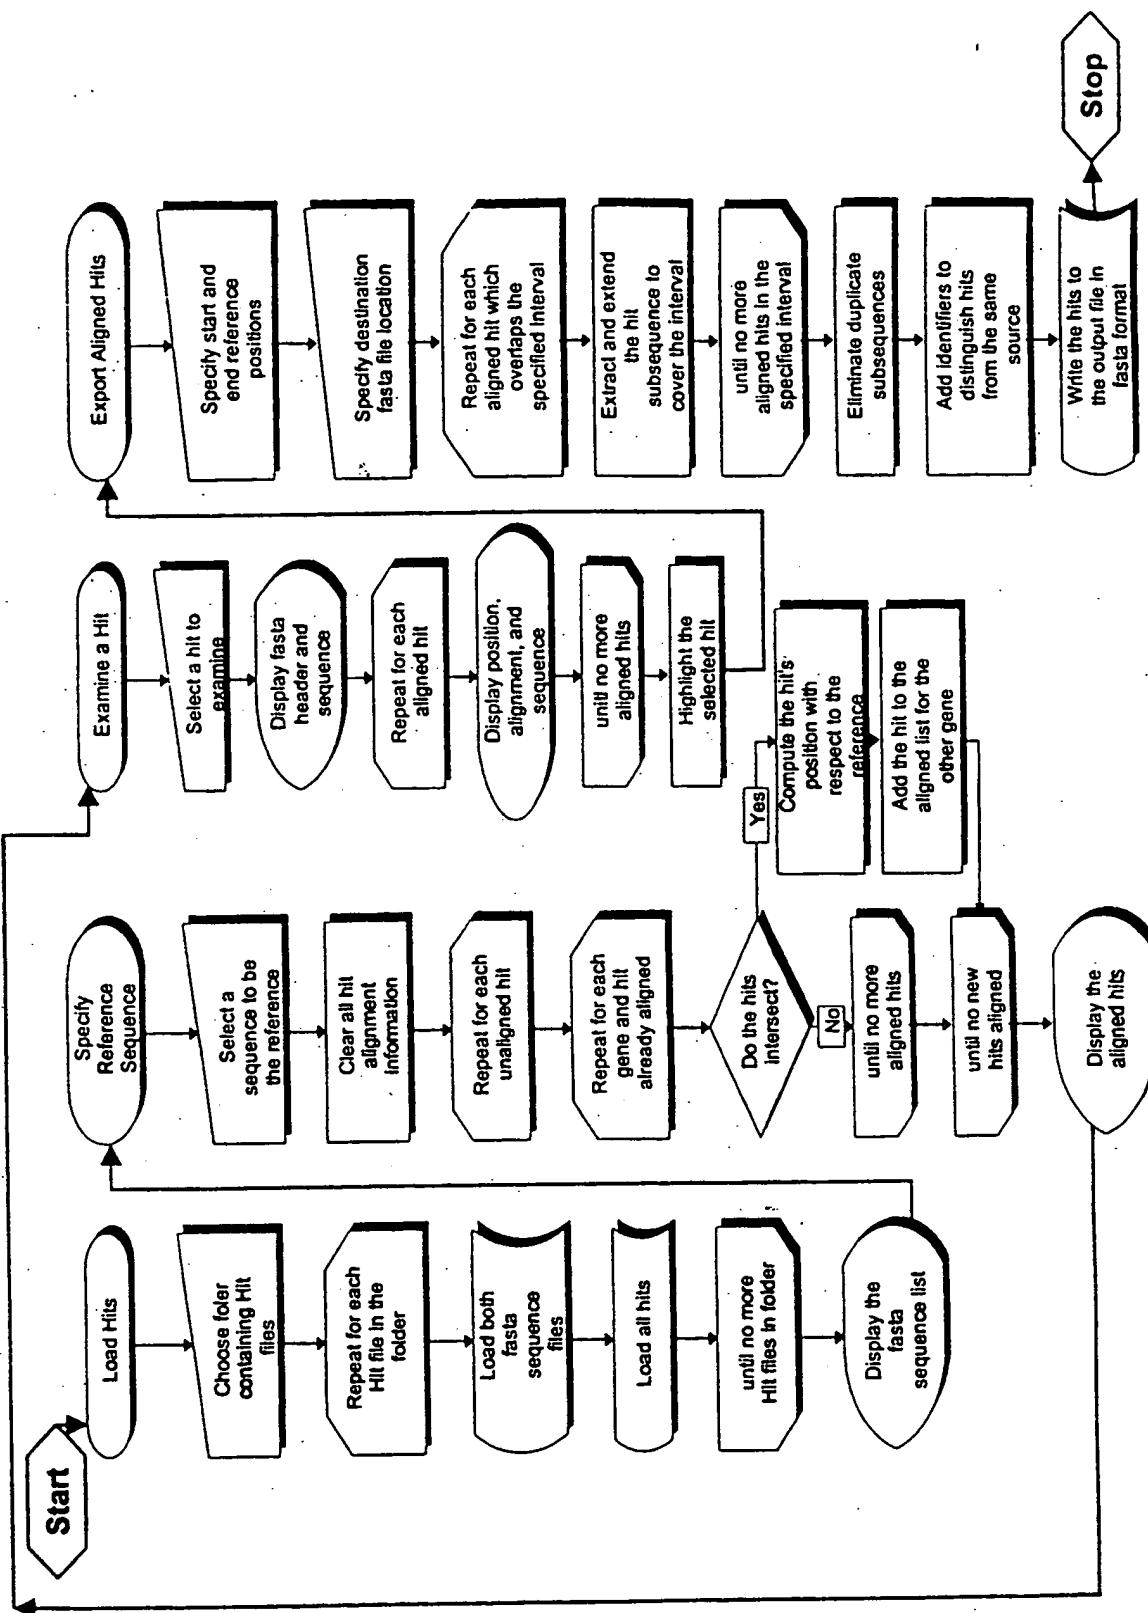 Start
Load Hits
Choose foler
containing Hit
files
Repeat for each
Hit file in the
folder
Load both
fasta
sequence
files
Load all hits
until no more
Hit files in folder
Display the
fasta
sequence list
Specify
Reference
Sequence
Select a
sequence to be
the reference
Clear all hit
alignment
information
Repeat for each
unaligned hit
Repeat for each
gene and hit
already aligned
Do the hits
intersect?
No
Yes
until no more
aligned hits
until no new
hits aligned
Display the
aligned hits
Compute the hit's
position with
respect to the
reference
Add the hit to the
aligned list for the
other gene
Examine a Hit
Select a hit to
examine
Display fasta
header and
sequence
Repeat for each
aligned hit
Display position,
alignment, and
sequence
until no more
aligned hits
Highlight the
selected hit
Export Aligned Hits
Specify start and
end reference
positions
Specify destination
fasta file location
Repeat for each
aligned hit which
overlaps the
specified interval
Extract and extend
the hit
subsequence to
cover the interval
until no more
aligned hits in the
specified interval
Eliminate duplicate
subsequences
Add identifiers to
distinguish hits
from the same
source
Write the hits to
the output file in
fasta format
Stop